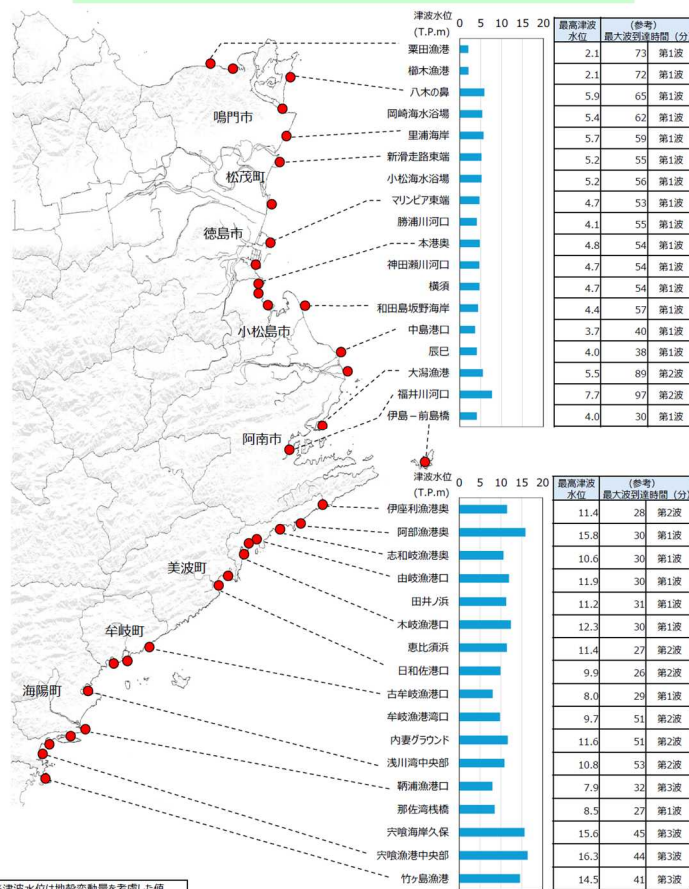 津波水位
(T.P.m)
0 5 10 15 20
最高津波水位 (参考)最大波到達時間（分）
粟田漁港 2.1 73 第1波
櫛木漁港 2.1 72 第1波
八木の鼻 5.9 65 第1波
岡崎海水浴場 5.4 62 第1波
里浦海岸 5.7 59 第1波
新滑走路東端 5.2 55 第1波
小松海水浴場 5.2 56 第1波
マリンピア東端 4.7 53 第1波
勝浦川河口 4.1 55 第1波
本港奥 4.8 54 第1波
神田瀬川河口 4.7 54 第1波
横須 4.7 54 第1波
和田島坂野海岸 4.4 57 第1波
中島港口 3.7 40 第1波
辰巳 4.0 38 第1波
大潟漁港 5.5 89 第2波
福井川河口 7.7 97 第2波
伊島－前島橋 4.0 30 第1波
鳴門市
松茂町
徳島市
小松島市
阿南市
津波水位
(T.P.m)
0 5 10 15 20
最高津波水位 (参考)最大波到達時間（分）
伊座利漁港奥 11.4 28 第2波
阿部漁港奥 15.8 30 第1波
志和岐漁港奥 10.6 30 第1波
由岐漁港口 11.9 30 第1波
田井ノ浜 11.2 31 第1波
木岐漁港口 12.3 30 第1波
恵比須浜 11.4 27 第2波
日和佐港口 9.9 26 第2波
古牟岐漁港口 8.0 29 第1波
牟岐漁港湾口 9.7 51 第2波
内妻グラウンド 11.6 51 第2波
浅川湾中央部 10.8 53 第2波
鞆浦漁港口 7.9 32 第3波
那佐湾桟橋 8.5 27 第1波
宍喰海岸久保 15.6 45 第3波
宍喰漁港中央部 16.3 44 第3波
竹ヶ島漁港 14.5 41 第3波
美波町
牟岐町
海陽町
津波水位は地殻変動量を考慮した値